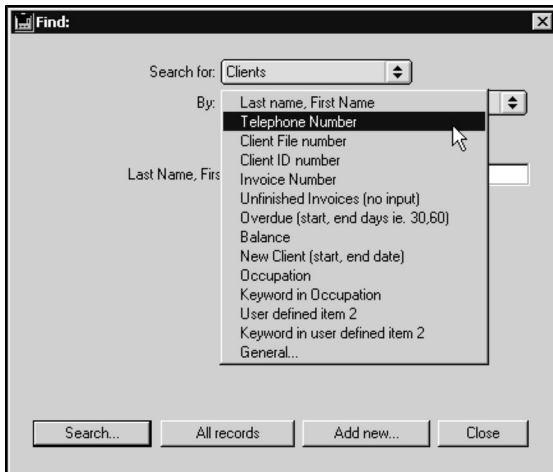 Find:
Search for: Clients
By:
Last name, First Name
Telephone Number
Client File number
Client ID number
Last Name, Firs
Invoice Number
Unfinished Invoices (no input)
Overdue (start, end days ie. 30,60)
Balance
New Client (start, end date)
Occupation
Keyword in Occupation
User defined item 2
Keyword in user defined item 2
General...
Search... All records Add new... Close